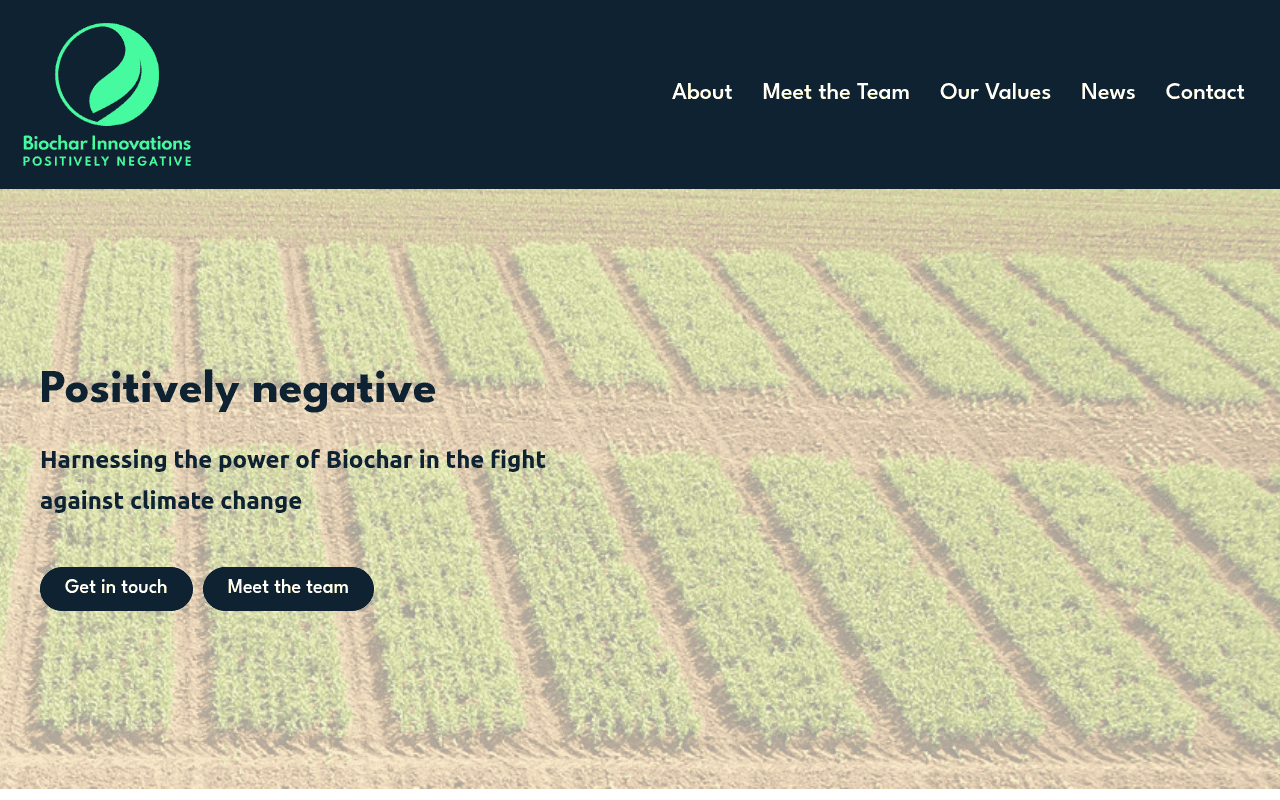 Biochar Innovations
POSITIVELY NEGATIVE
About Meet the Team Our Values News Contact
Positively negative
Harnessing the power of Biochar in the fight
against climate change
Get in touch Meet the team